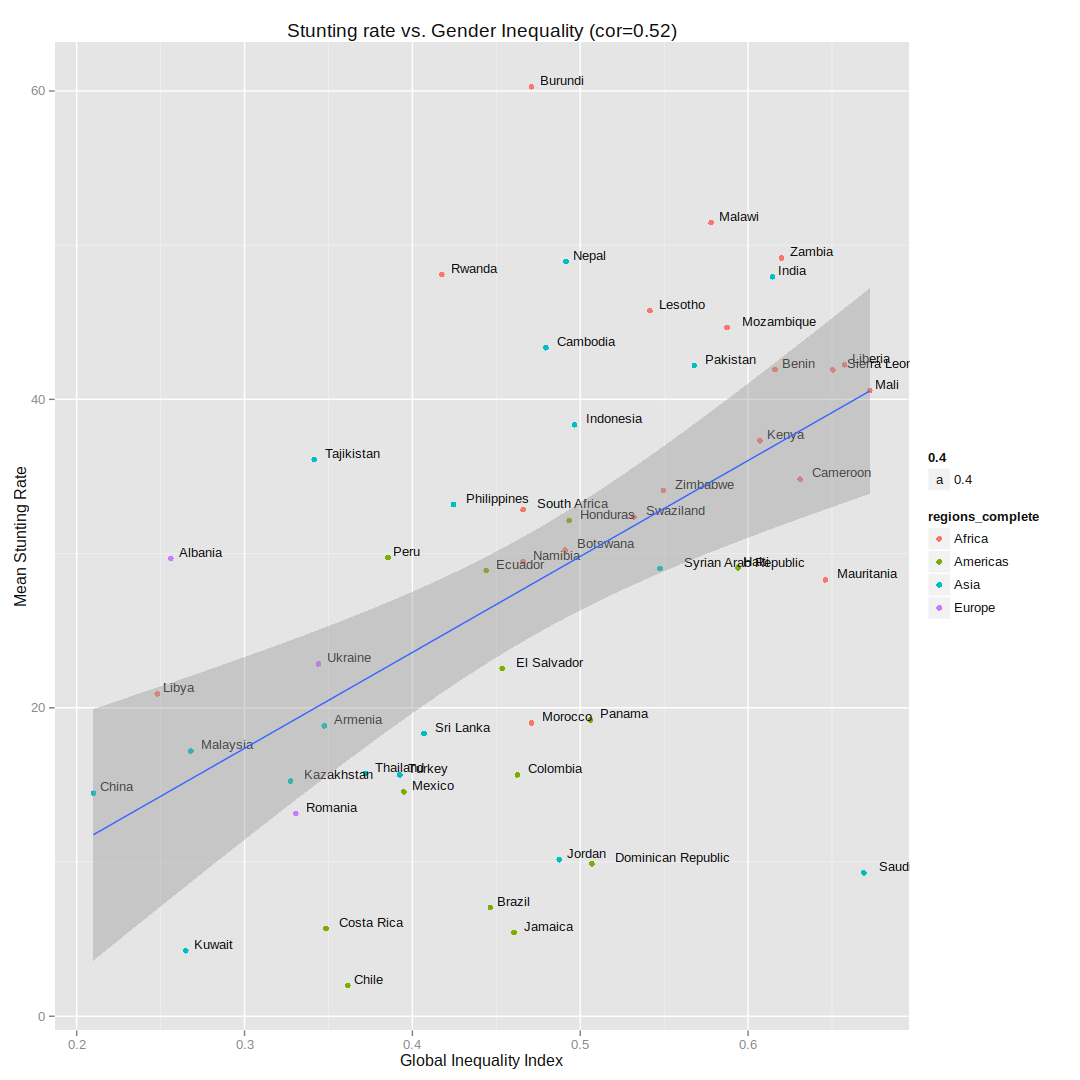 Stunting rate vs. Gender Inequality (cor=0.52)
Mean Stunting Rate
60
40
20
0
Burundi
Malawi
Zambia
Nepal
India
Rwanda
Lesotho
Mozambique
Cambodia
Pakistan
Benin
Liberia
Sierra Leor
Mali
Indonesia
Kenya
Tajikistan
Cameroon
Zimbabwe
Philippines
South Africa
Honduras
Swaziland
Botswana
Albania
Peru
Namibia
Ecuador
Syrian Arab Republic
Haiti
Mauritania
El Salvador
Ukraine
Libya
Armenia
Morocco
Panama
Sri Lanka
Malaysia
Kazakhstan
Thailand
Turkey
Colombia
China
Mexico
Romania
Jordan
Dominican Republic
Saudi
Brazil
Costa Rica
Jamaica
Kuwait
Chile
0.2
0.3
0.4
0.5
0.6
Global Inequality Index
0.4
a 0.4
regions_complete
Africa
Americas
Asia
Europe